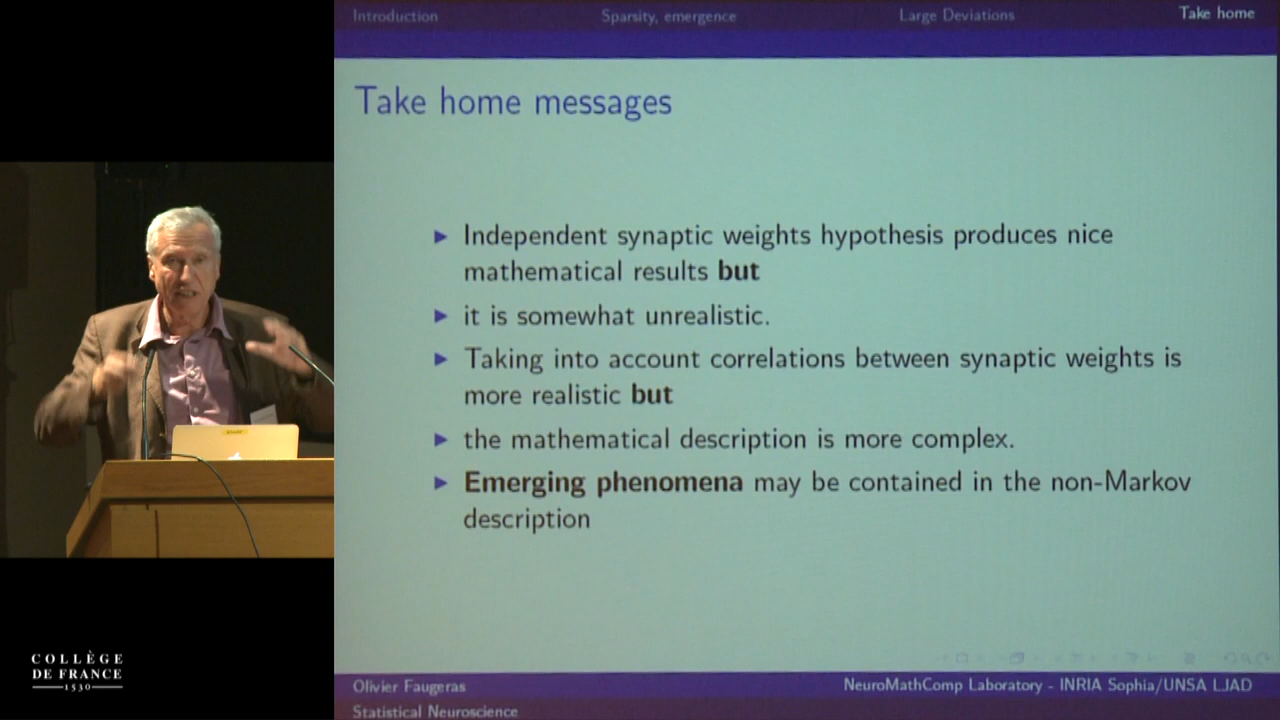 Introduction
Sparsity, emergence
Large Deviations
Take home
Take home messages
Independent synaptic weights hypothesis produces nice
mathematical results but
it is somewhat unrealistic.
Taking into account correlations between synaptic weights is
more realistic but
the mathematical description is more complex.
Emerging phenomena may be contained in the non-Markov
description
Olivier Faugeras
NeuroMathComp Laboratory - INRIA Sophia/UNSA LJAD
Statistical Neuroscience
COLLÈGE
DE FRANCE
1530